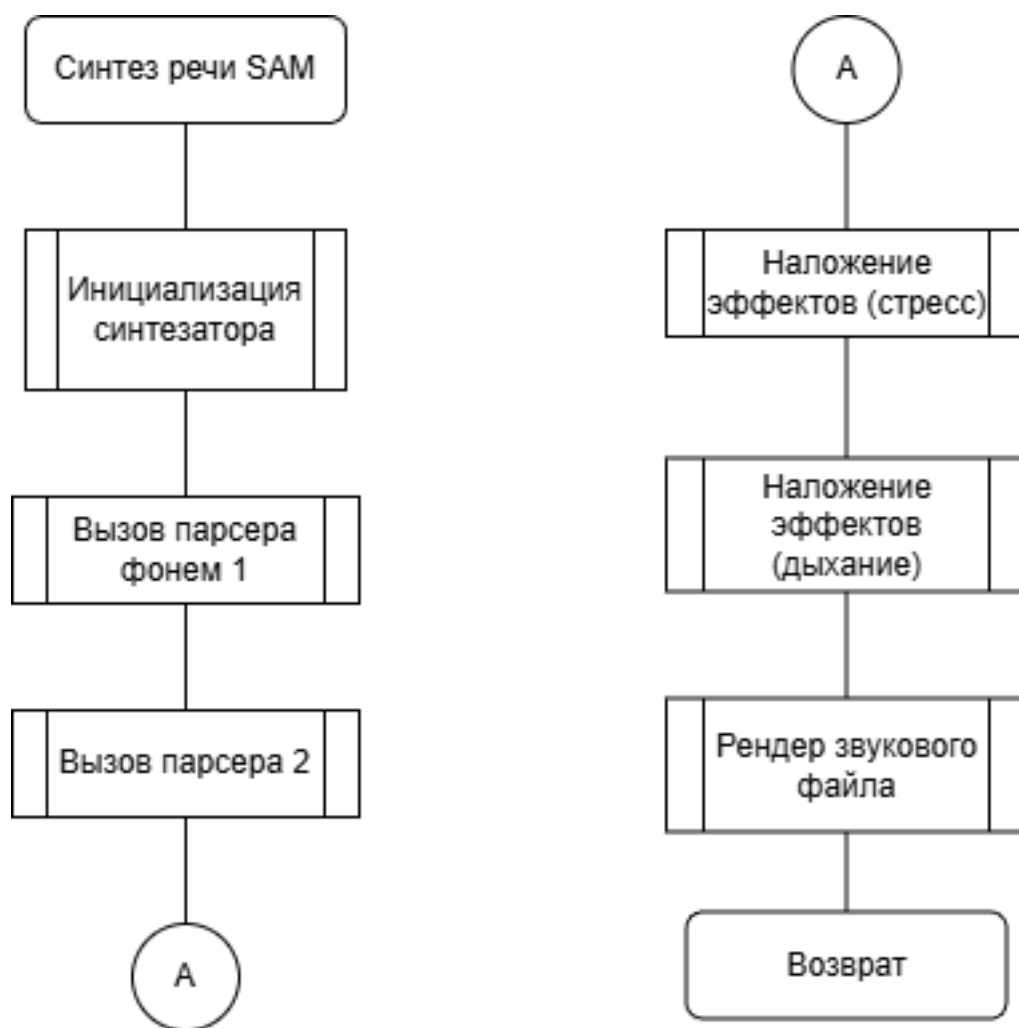 Синтез речи SAM
Инициализация
синтезатора
Вызов парсера
фонем 1
Вызов парсера 2
А
А
Наложение
эффектов (стресс)
Наложение
эффектов
(дыхание)
Рендер звукового
файла
Возврат